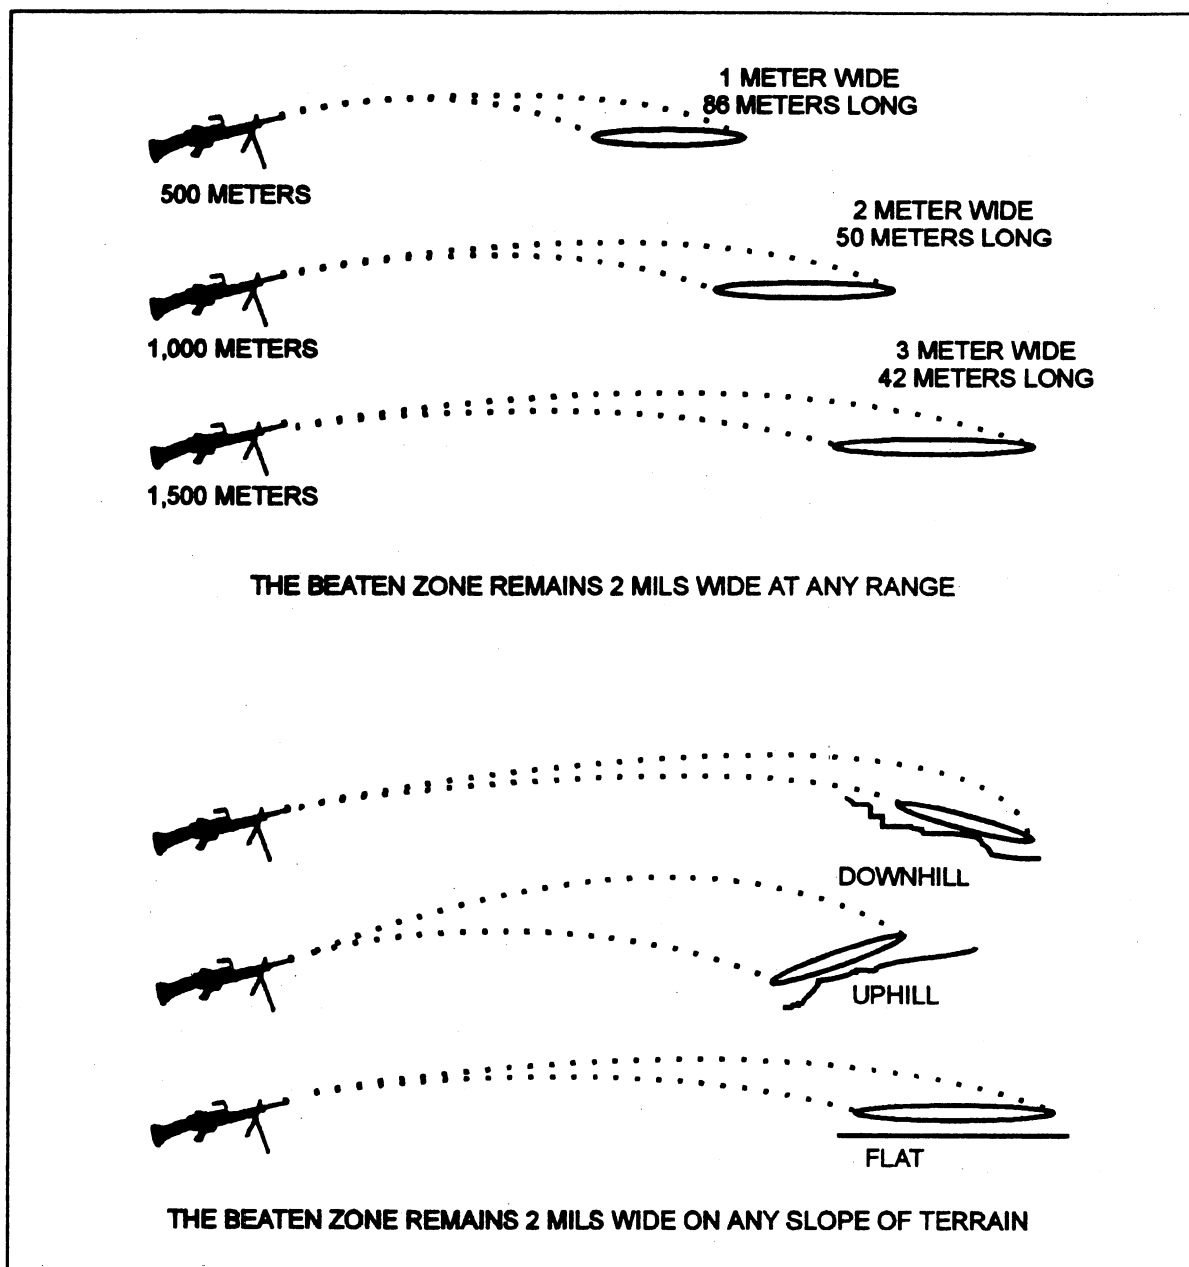 1 METER WIDE
86 METERS LONG
500 METERS
2 METER WIDE
50 METERS LONG
1,000 METERS
3 METER WIDE
42 METERS LONG
1,500 METERS
THE BEATEN ZONE REMAINS 2 MILS WIDE AT ANY RANGE
DOWNHILL
UPHILL
FLAT
THE BEATEN ZONE REMAINS 2 MILS WIDE ON ANY SLOPE OF TERRAIN